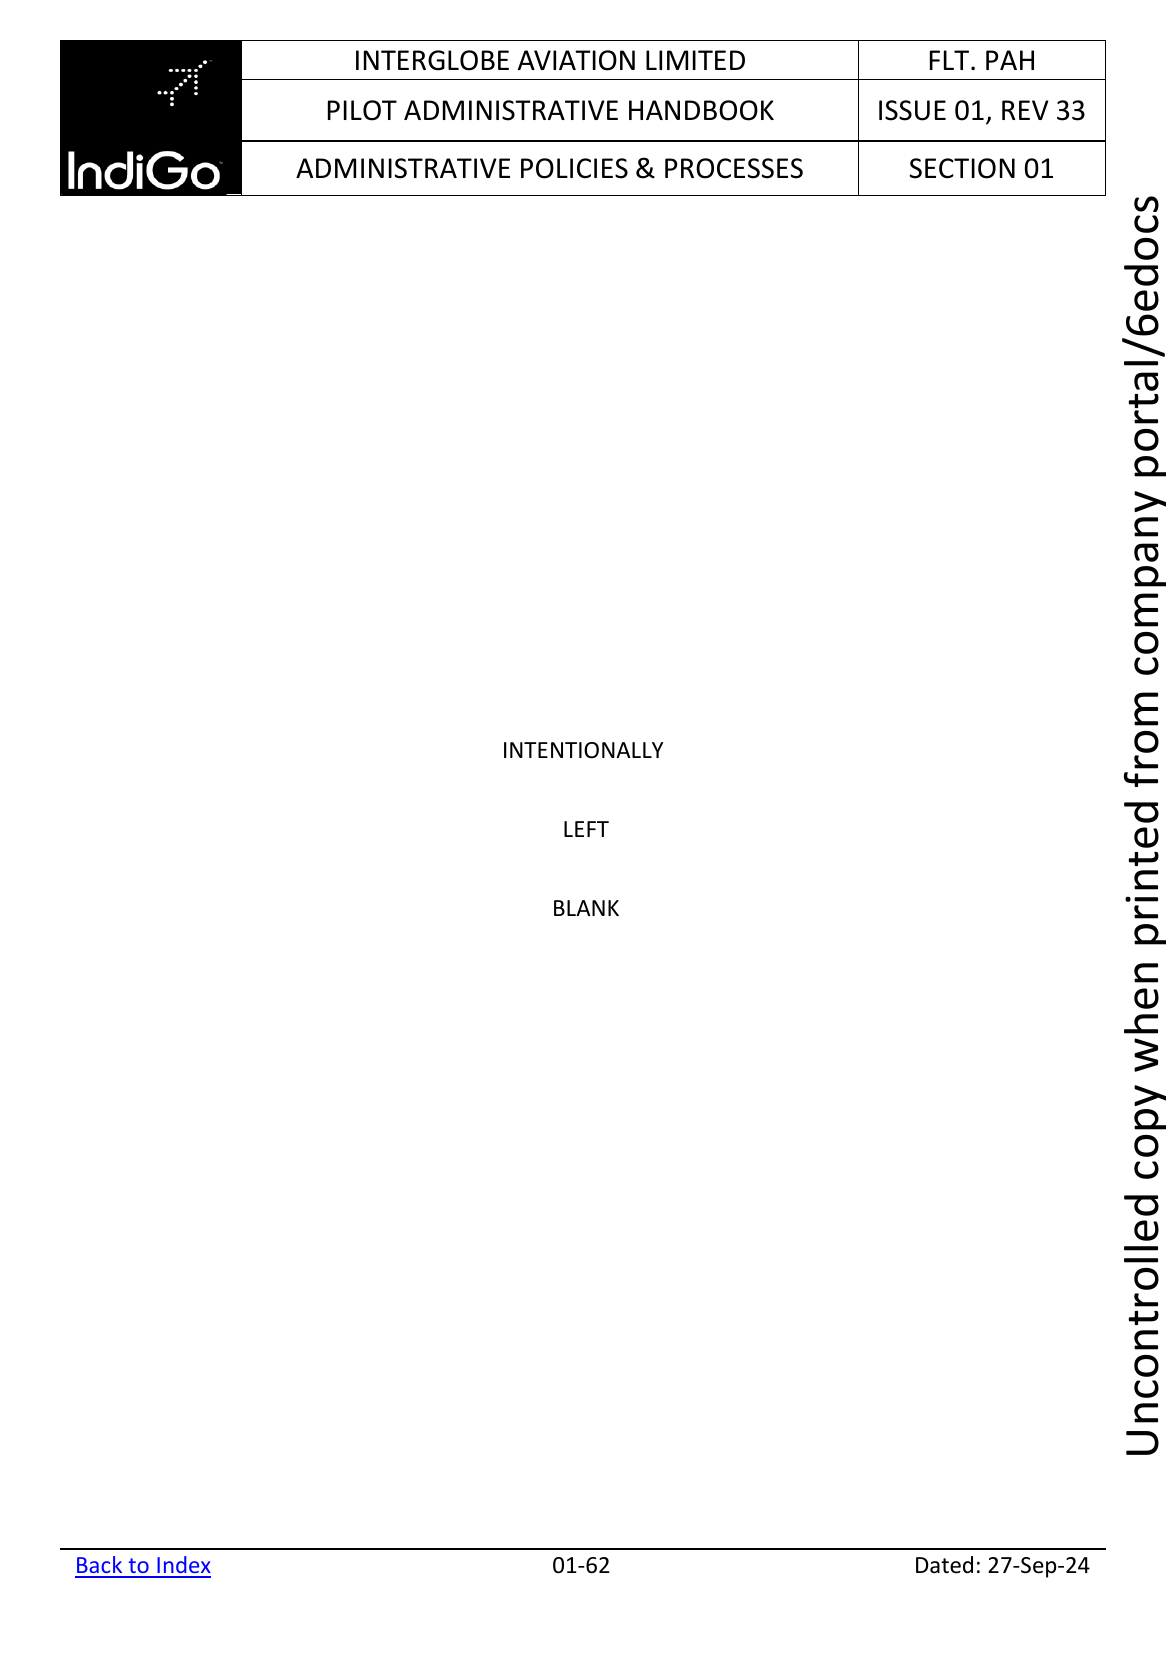 INTERGLOBE AVIATION LIMITED
FLT. PAH
PILOT ADMINISTRATIVE HANDBOOK
ISSUE 01, REV 33
ADMINISTRATIVE POLICIES & PROCESSES
SECTION 01
IndiGo
INTENTIONALLY
LEFT
BLANK
Uncontrolled copy when printed from company portal/6edocs
Back to Index
01-62
Dated: 27-Sep-24